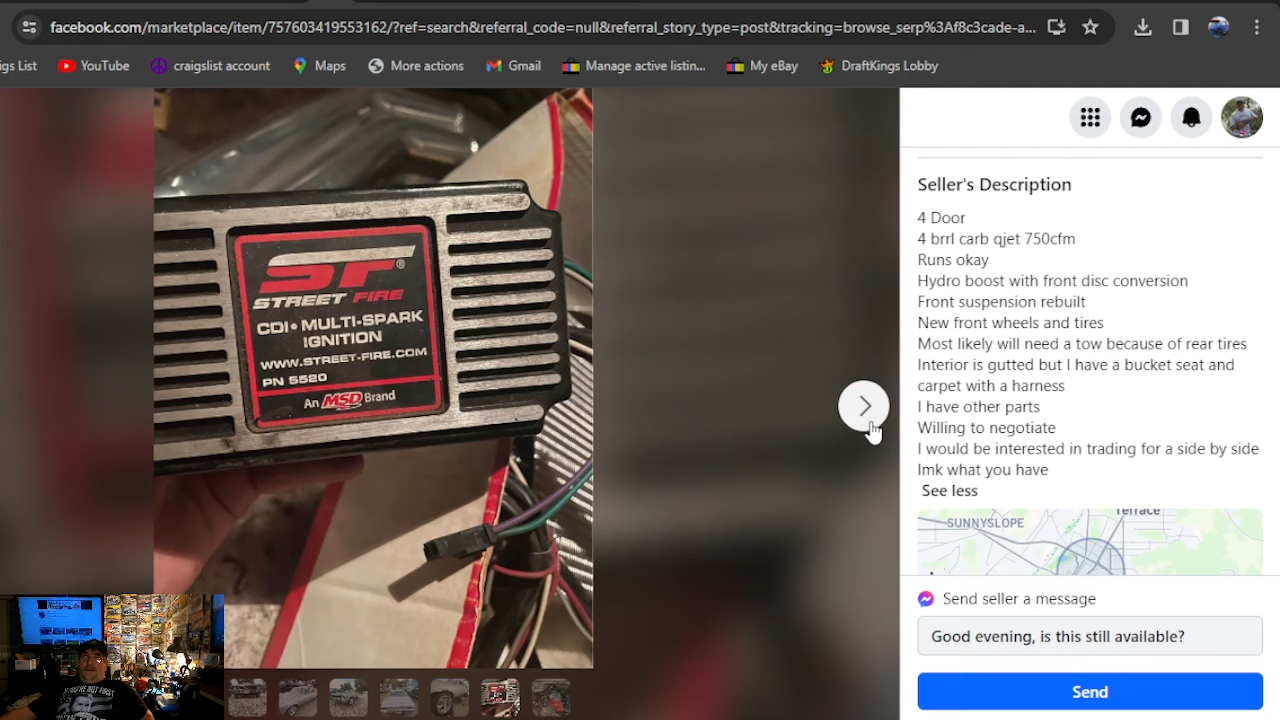 facebook.com/marketplace/item/757603419553162/?ref=search&referral_code=null&referral_story_type=post&tracking=browse_serp%3Af8c3cade-a...
igs List
YouTube
craigslist account
Maps
More actions
Gmail
Manage active listin...
My eBay
DraftKings Lobby
ST®
STREET FIRE
CDI•MULTI-SPARK
IGNITION
WWW.STREET-FIRE.COM
PN 5520
An MSD Brand
Seller's Description
4 Door
4 brrl carb qjet 750cfm
Runs okay
Hydro boost with front disc conversion
Front suspension rebuilt
New front wheels and tires
Most likely will need a tow because of rear tires
Interior is gutted but I have a bucket seat and
carpet with a harness
I have other parts
Willing to negotiate
I would be interested in trading for a side by side
lmk what you have
See less
Terrace
SUNNYSLOPE
Send seller a message
Good evening, is this still available?
Send